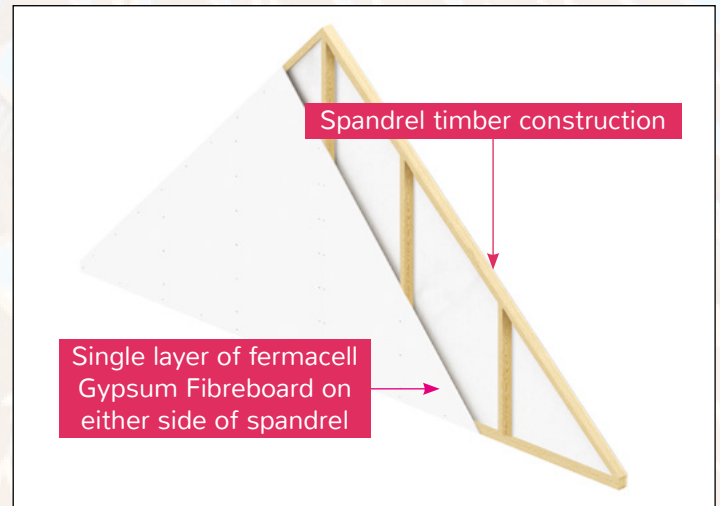 Spandrel timber construction
Single layer of fermacell
Gypsum Fibreboard on
either side of spandrel